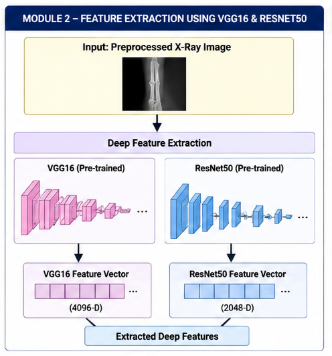 MODULE 2 – FEATURE EXTRACTION USING VGG16 & RESNET50
Input: Preprocessed X-Ray Image
Deep Feature Extraction
VGG16 (Pre-trained)
ResNet50 (Pre-trained)
...
...
VGG16 Feature Vector
ResNet50 Feature Vector
...
...
(4096-D)
(2048-D)
Extracted Deep Features